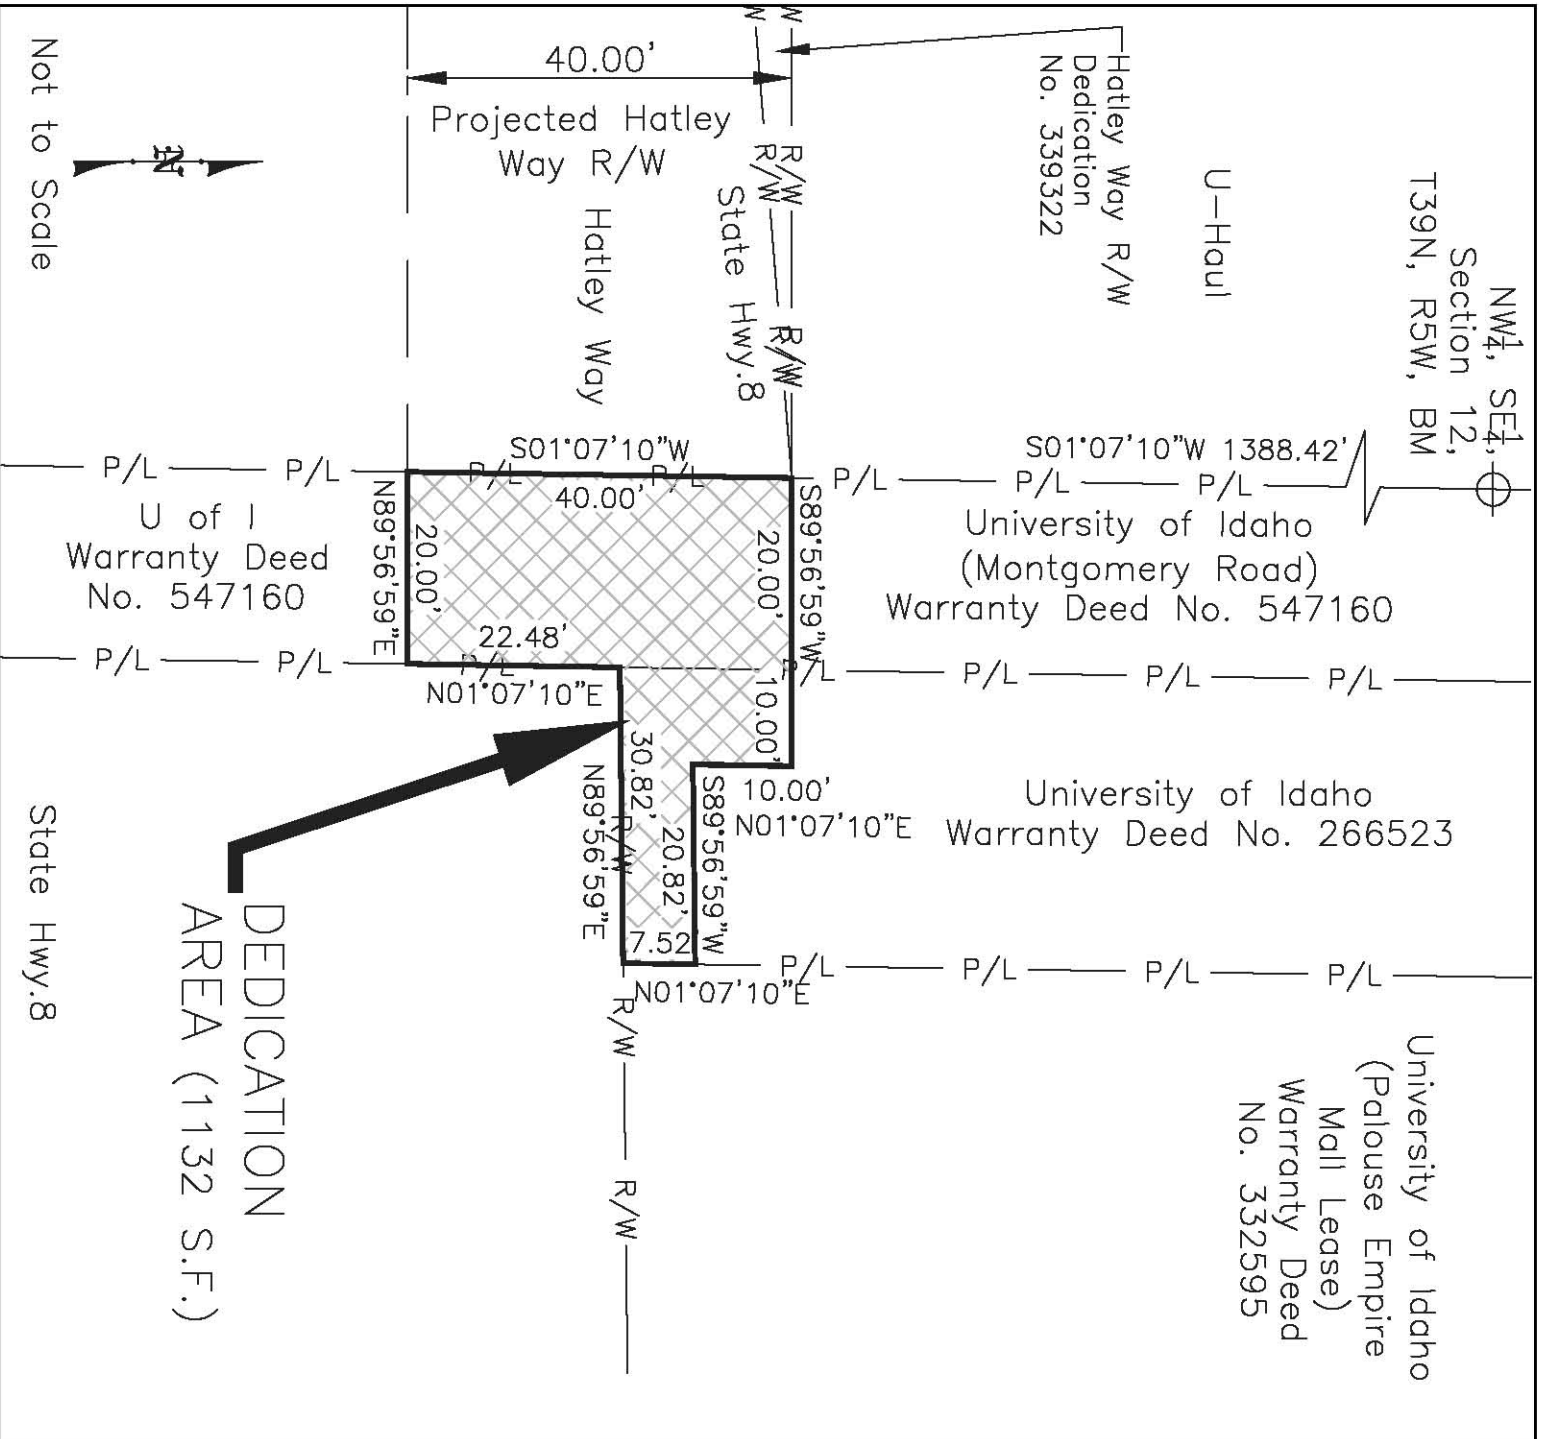 NW¼, SE¼,
Section 12,
T39N, R5W, BM
U-Haul
Hatley Way R/W
Dedication
No. 339322
40.00'
Projected Hatley
Way R/W
W
W
R/W
R/W
R/W
R/W
State Hwy.8
Hatley Way
N
Not to Scale
S01°07'10"W 1388.42'
P/L
P/L
P/L
S01°07'10"W
P/L
P/L
40.00'
P/L
P/L
U of I
Warranty Deed
No. 547160
P/L
P/L
N89°56'59"E
20.00'
S89°56'59"W
20.00'
University of Idaho
(Montgomery Road)
Warranty Deed No. 547160
22.48'
P/L
N01°07'10"E
P/L
P/L
P/L
P/L
10.00'
10.00'
N01°07'10"E
University of Idaho
Warranty Deed No. 266523
30.82'
R/W
N89°56'59"E
20.82'
S89°56'59"W
7.52'
N01°07'10"E
P/L
P/L
P/L
P/L
R/W
R/W
DEDICATION
AREA (1132 S.F.)
State Hwy.8
University of Idaho
(Palouse Empire
Mall Lease)
Warranty Deed
No. 332595